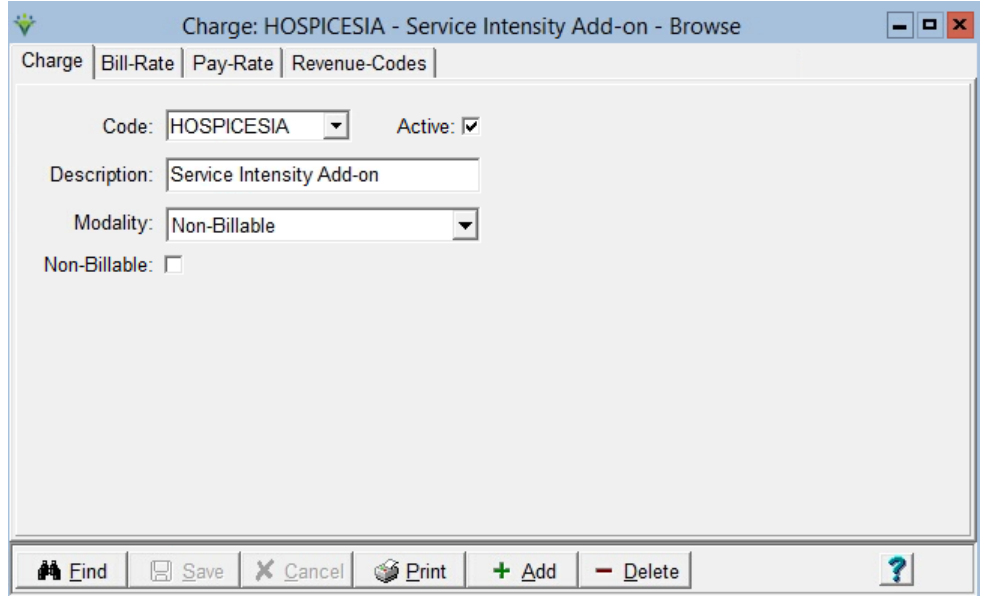 Charge: HOSPICESIA - Service Intensity Add-on - Browse
Charge Bill-Rate Pay-Rate Revenue-Codes
Code: HOSPICESIA Active:
Description: Service Intensity Add-on
Modality: Non-Billable
Non-Billable:
Find Save Cancel Print Add Delete ?